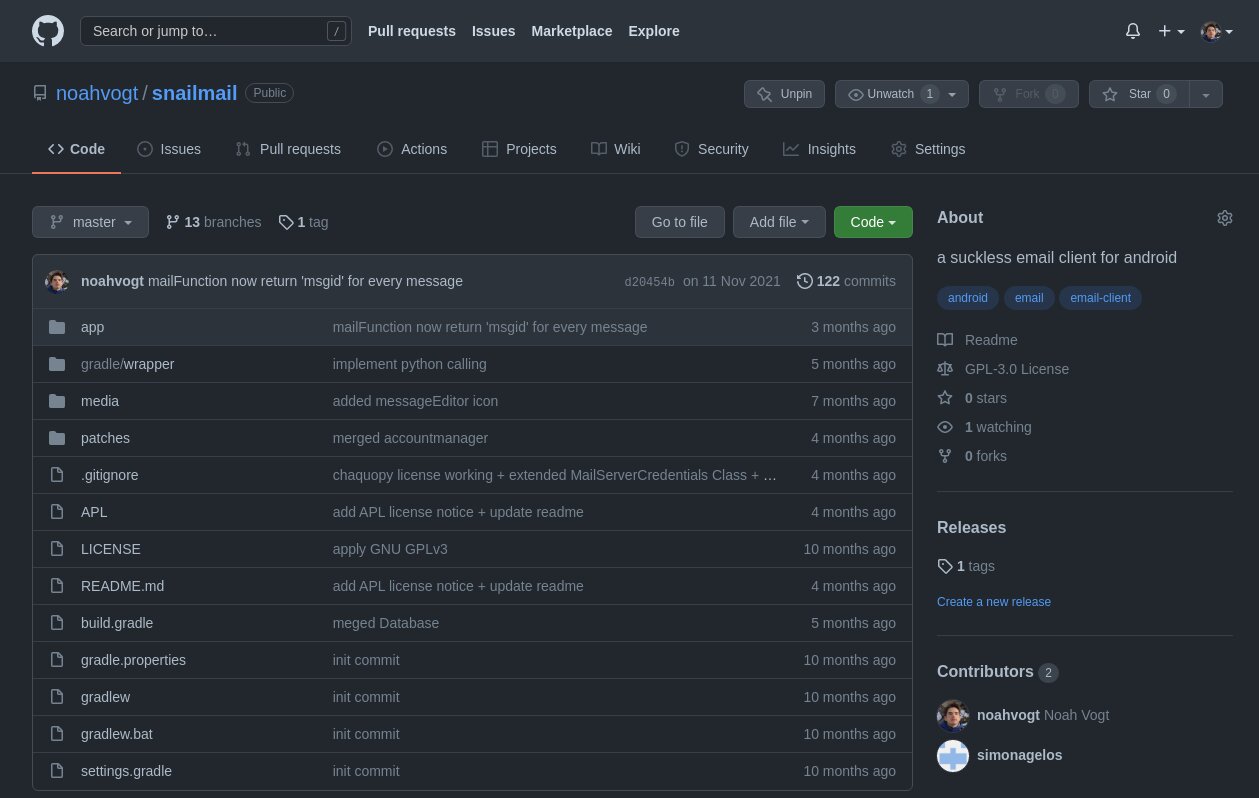 Search or jump to… / Pull requests Issues Marketplace Explore
noahvogt / snailmail Public Unpin Unwatch 1 Fork 0 Star 0
Code Issues Pull requests Actions Projects Wiki Security Insights Settings
master 13 branches 1 tag Go to file Add file Code
noahvogt mailFunction now return 'msgid' for every message d20454b on 11 Nov 2021 122 commits
app mailFunction now return 'msgid' for every message 3 months ago
gradle/wrapper implement python calling 5 months ago
media added messageEditor icon 7 months ago
patches merged accountmanager 4 months ago
.gitignore chaquopy license working + extended MailServerCredentials Class + … 4 months ago
APL add APL license notice + update readme 4 months ago
LICENSE apply GNU GPLv3 10 months ago
README.md add APL license notice + update readme 4 months ago
build.gradle meged Database 5 months ago
gradle.properties init commit 10 months ago
gradlew init commit 10 months ago
gradlew.bat init commit 10 months ago
settings.gradle init commit 10 months ago
About
a suckless email client for android
android email email-client
Readme
GPL-3.0 License
0 stars
1 watching
0 forks
Releases
1 tags
Create a new release
Contributors 2
noahvogt Noah Vogt
simonagelos